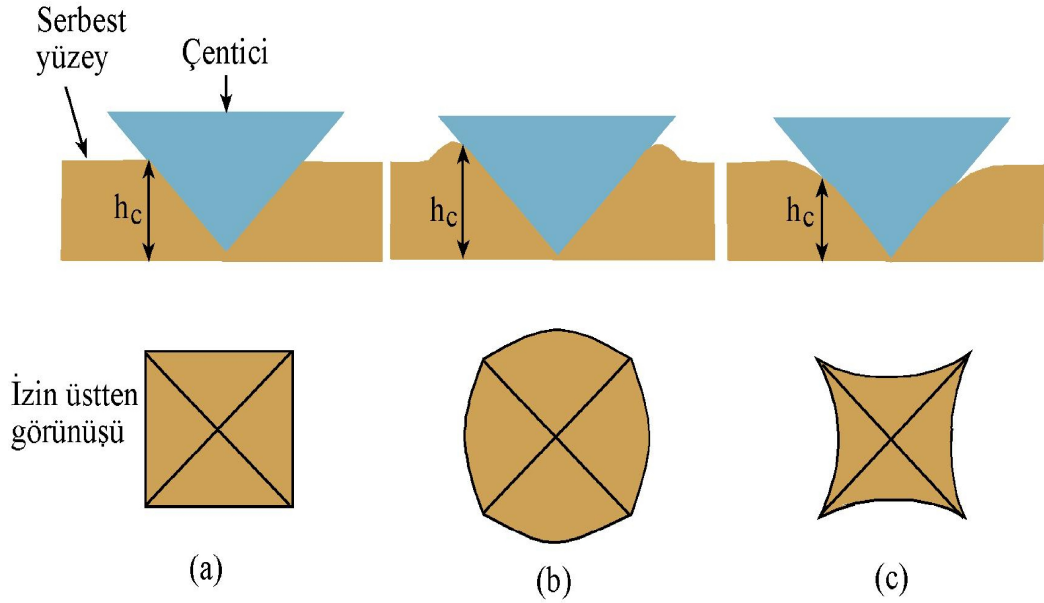 Serbest
yüzey
Çentici
h_c
h_c
h_c
İzin üstten
görünüşü
(a)
(b)
(c)